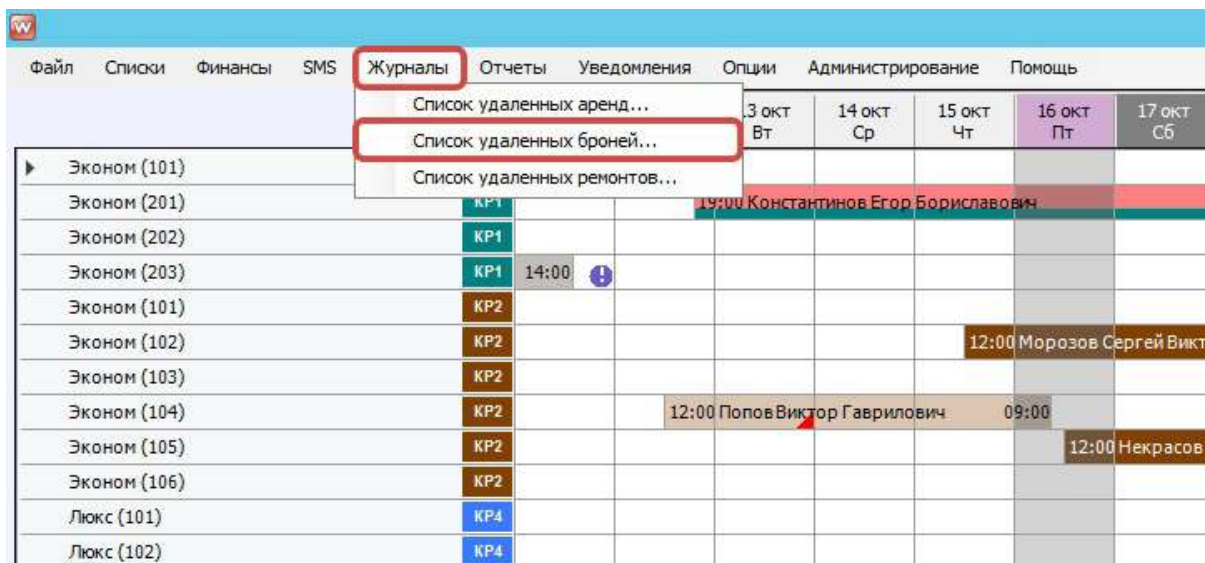 Файл Списки Финансы SMS Журналы Отчеты Уведомления Опции Администрирование Помощь
Список удаленных аренд...
Список удаленных броней...
Список удаленных ремонтов...
3 окт 14 окт 15 окт 16 окт 17 окт
Вт Ср Чт Пт Сб
Эконом (101)
Эконом (201) КР1 19:00 Константинов Егор Бориславович
Эконом (202) КР1
Эконом (203) КР1 14:00
Эконом (101) КР2
Эконом (102) КР2 12:00 Морозов Сергей Викт
Эконом (103) КР2
Эконом (104) КР2 12:00 Попов Виктор Гаврилович 09:00
Эконом (105) КР2 12:00 Некрасов
Эконом (106) КР2
Люкс (101) КР4
Люкс (102) КР4